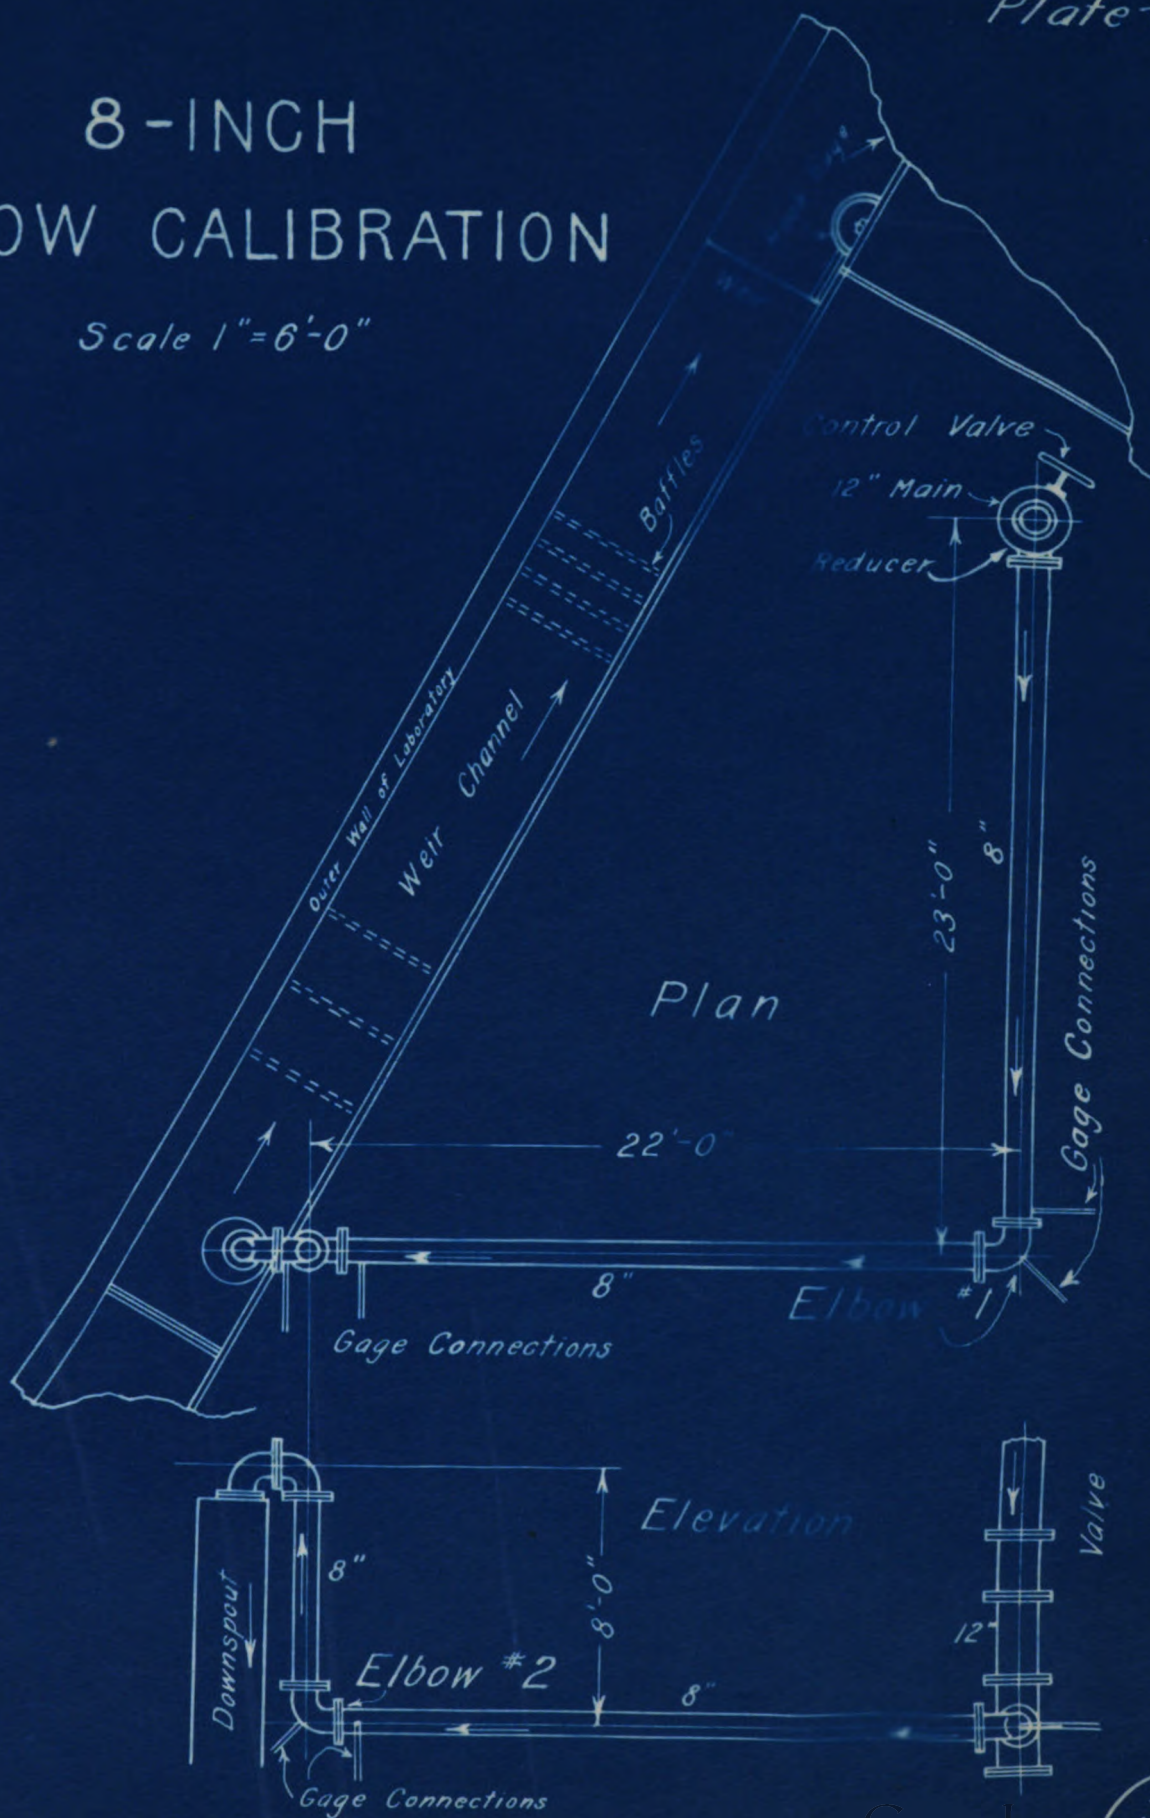 Plate-
8-INCH
OW CALIBRATION
Scale 1"=6'-0"
Weir
Control Valve
12" Main
Reducer
Baffles
Outer Wall of Laboratory
Weir Channel
23'-0"
8"
Gage Connections
Plan
22'-0"
8"
Elbow #1
Gage Connections
Elevation
Valve
8"
8'-0"
12"
Downspout
Elbow #2
8"
Gage Connections